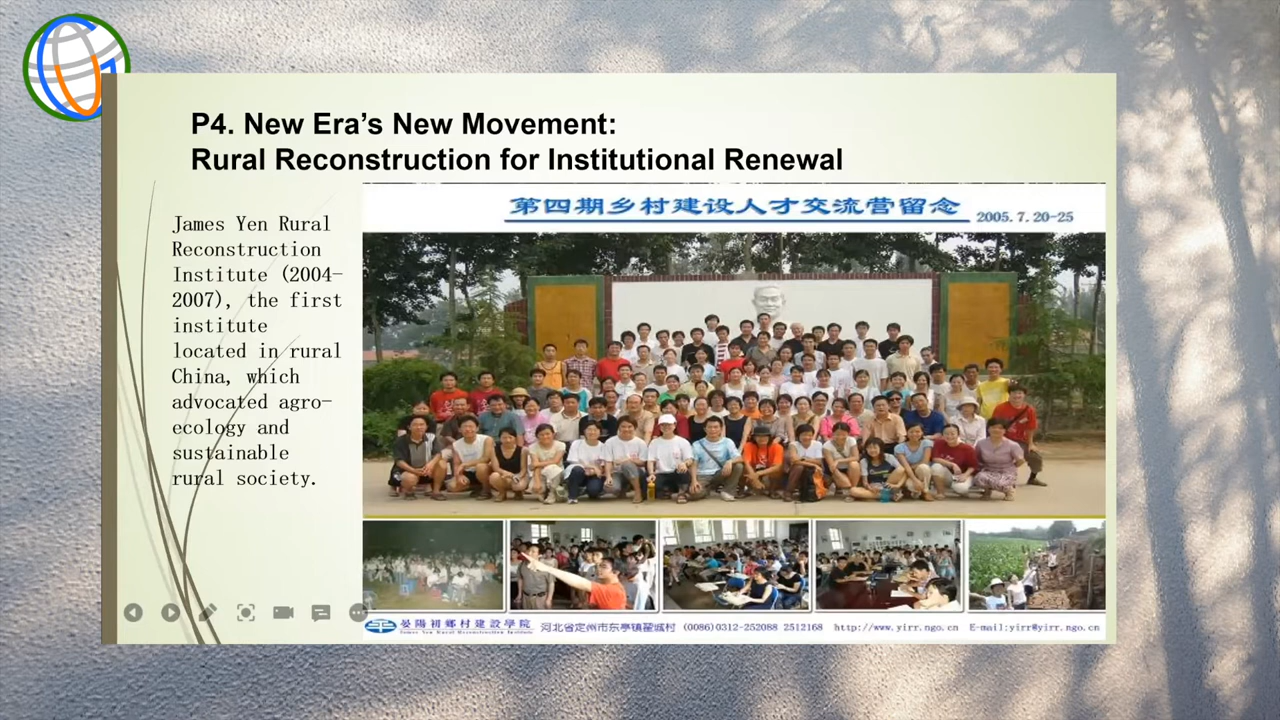 P4. New Era's New Movement:
Rural Reconstruction for Institutional Renewal
James Yen Rural
Reconstruction
Institute (2004-
2007), the first
institute
located in rural
China, which
advocated agro-
ecology and
sustainable
rural society.
第四期乡村建设人才交流营留念 2005.7.20-25
晏陽初鄉村建設學院
James Yen Rural Reconstruction Institute
河北省定州市东亭镇翟城村 (0086)0312-252088 2512168 http://www.yirr.ngo.cn E-mail:yirr@yirr.ngo.cn